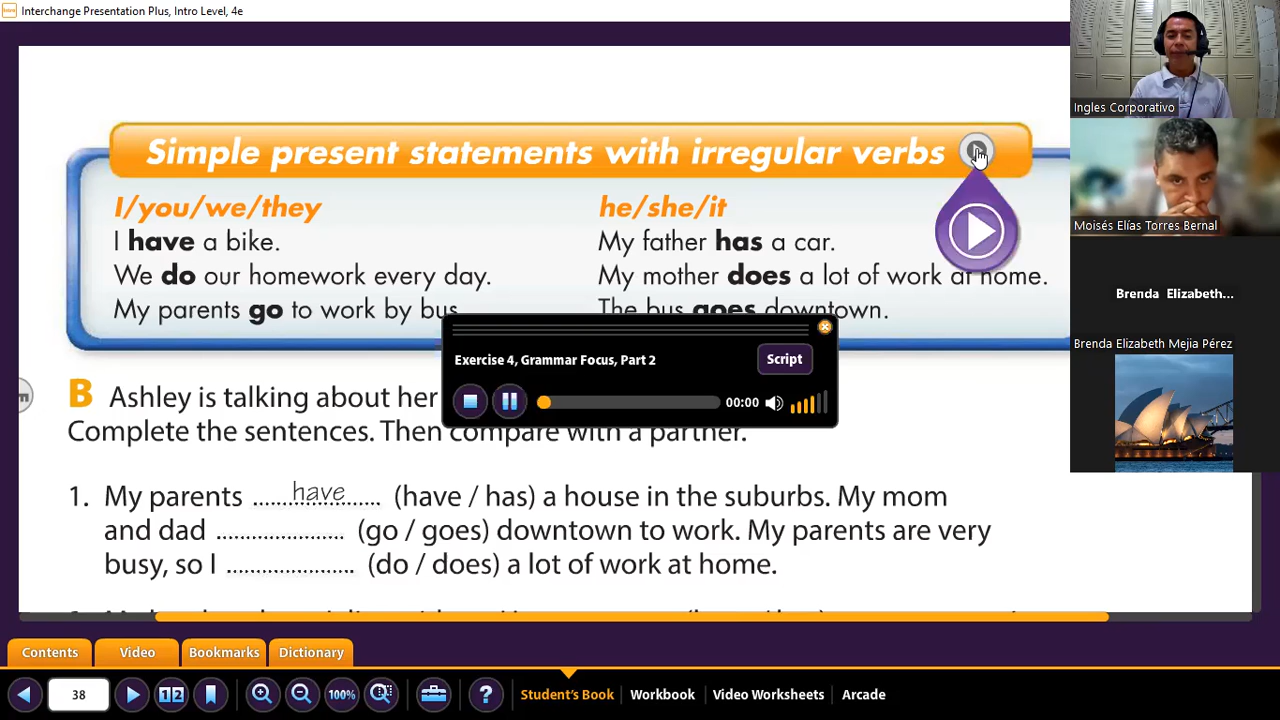 Interchange Presentation Plus, Intro Level, 4e
Simple present statements with irregular verbs
I/you/we/they
I have a bike.
We do our homework every day.
My parents go to work by bus
he/she/it
My father has a car.
My mother does a lot of work at home.
The bus goes downtown.
Exercise 4, Grammar Focus, Part 2
Script
00:00
B Ashley is talking about her
Complete the sentences. Then compare with a partner.
1. My parents have (have / has) a house in the suburbs. My mom
and dad ...................... (go / goes) downtown to work. My parents are very
busy, so I ...................... (do / does) a lot of work at home.
Ingles Corporativo
Moisés Elías Torres Bernal
Brenda Elizabeth...
Brenda Elizabeth Mejia Pérez
Contents
Video
Bookmarks
Dictionary
38
12
100%
?
Student's Book
Workbook
Video Worksheets
Arcade